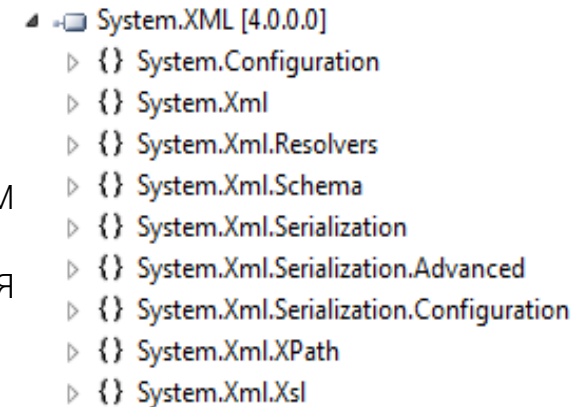 System.XML [4.0.0.0]
{} System.Configuration
{} System.Xml
{} System.Xml.Resolvers
{} System.Xml.Schema
м
{} System.Xml.Serialization
{} System.Xml.Serialization.Advanced
я
{} System.Xml.Serialization.Configuration
{} System.Xml.XPath
{} System.Xml.Xsl